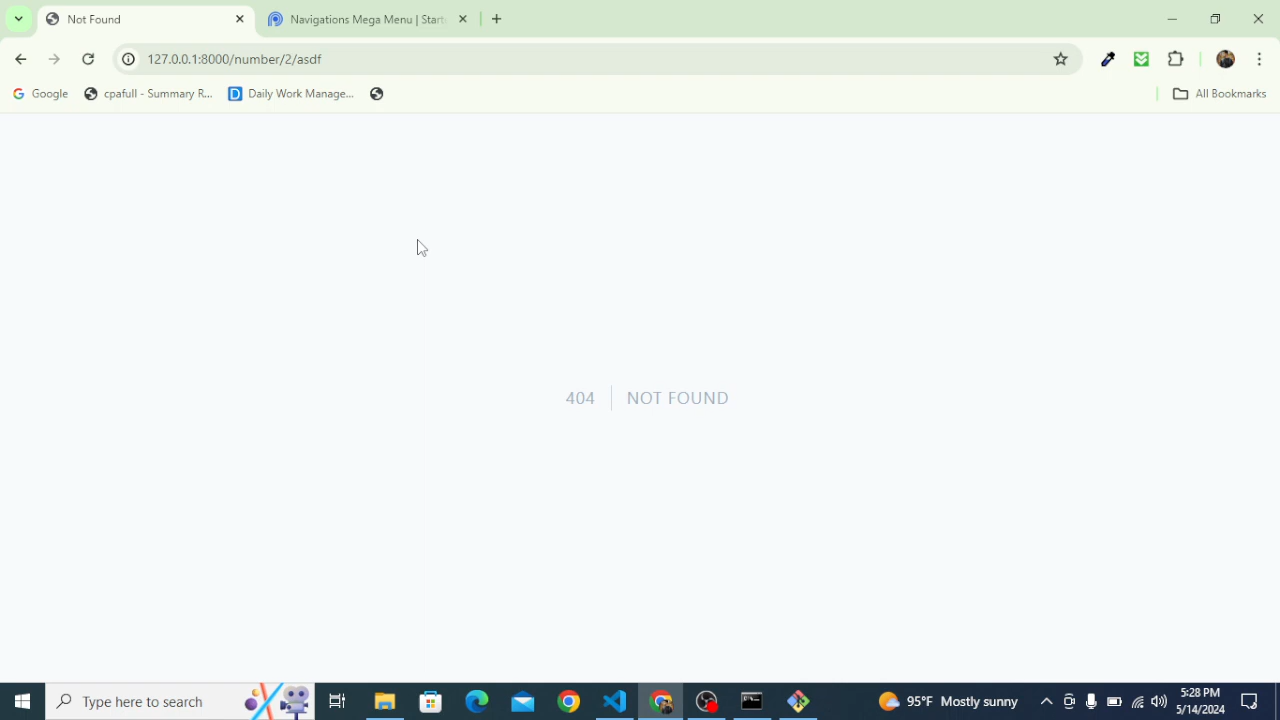 Not Found
Navigations Mega Menu | Start
127.0.0.1:8000/number/2/asdf
Google
cpafull - Summary R...
Daily Work Manage...
All Bookmarks
404
NOT FOUND
Type here to search
95°F Mostly sunny
5:28 PM
5/14/2024